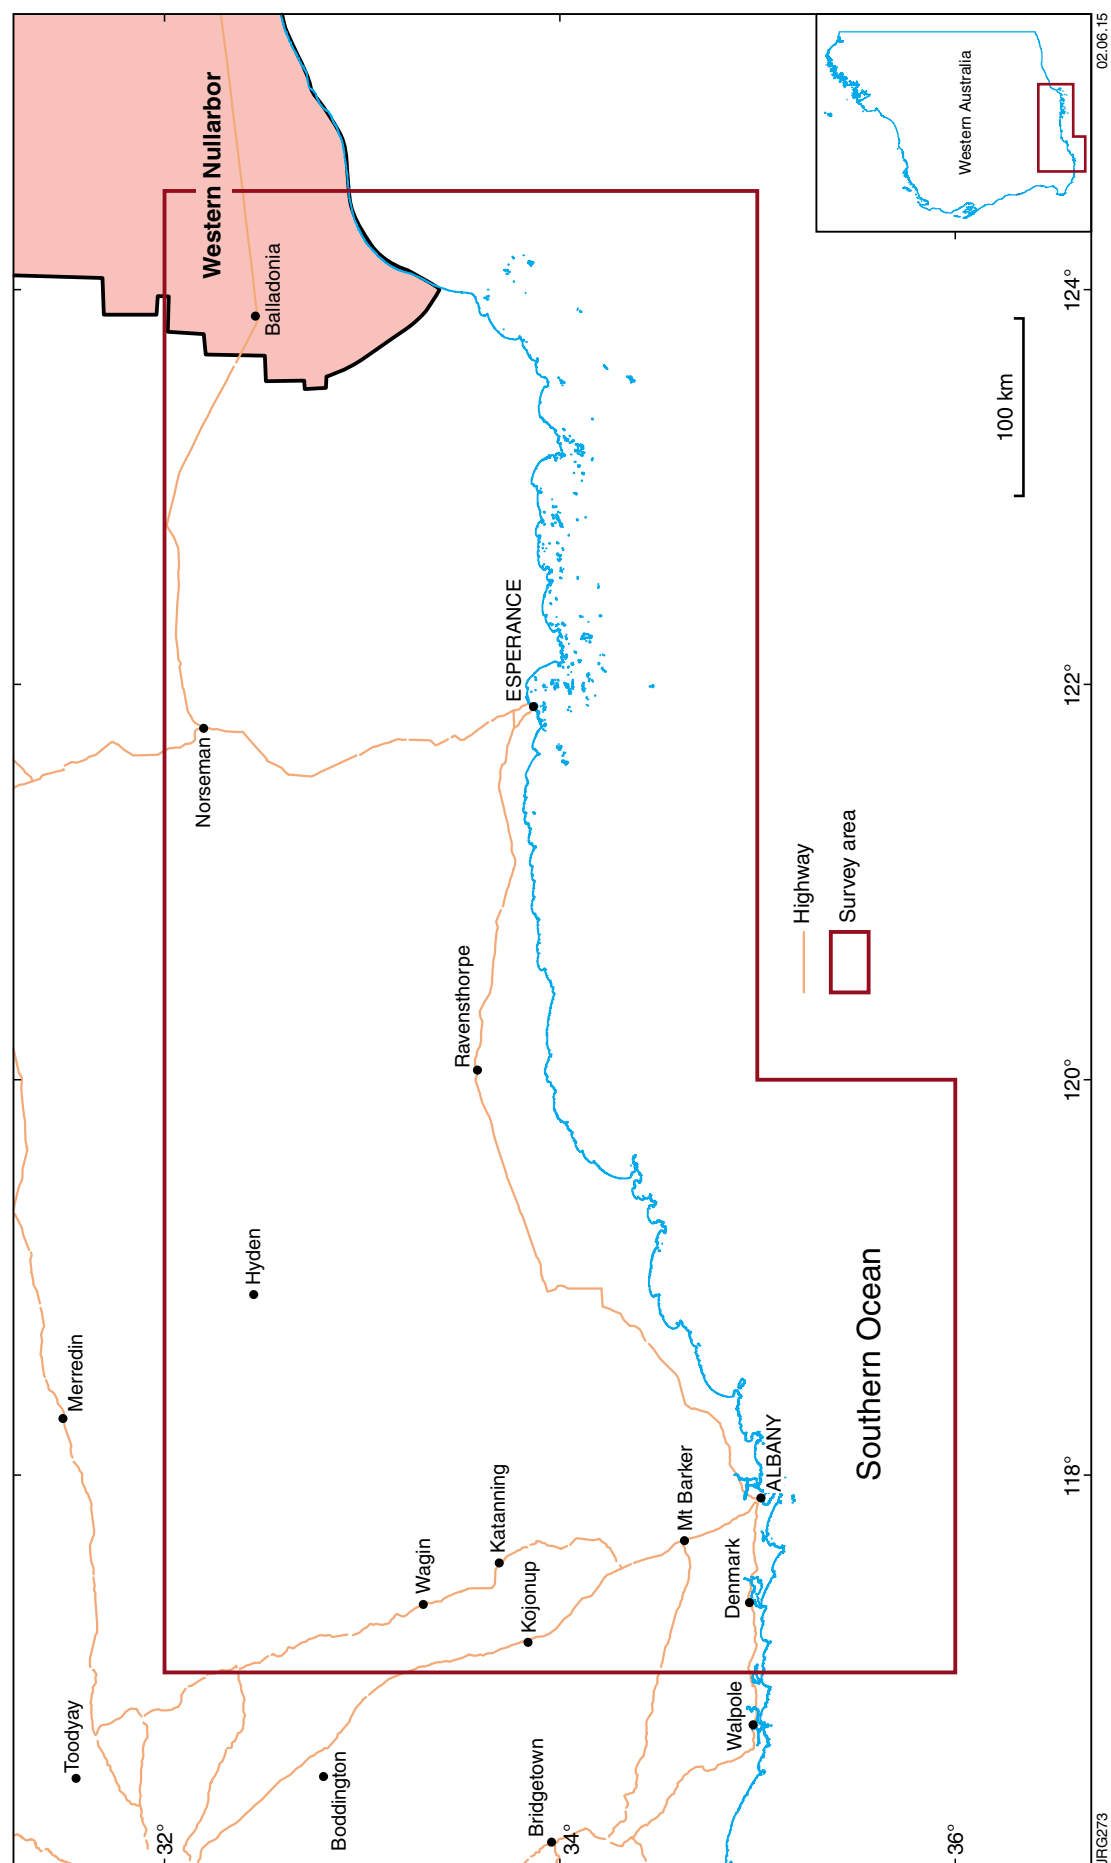 Western Nullarbor
Balladonia
Norseman
ESPERANCE
Ravensthorpe
Hyden
Merredin
Wagin
Katanning
Kojonup
Mt Barker
ALBANY
Denmark
Walpole
Toodyay
Boddington
Bridgetown
Southern Ocean
32°
34°
36°
118°
120°
122°
124°
Highway
Survey area
100 km
Western Australia
JRG273
02.06.15